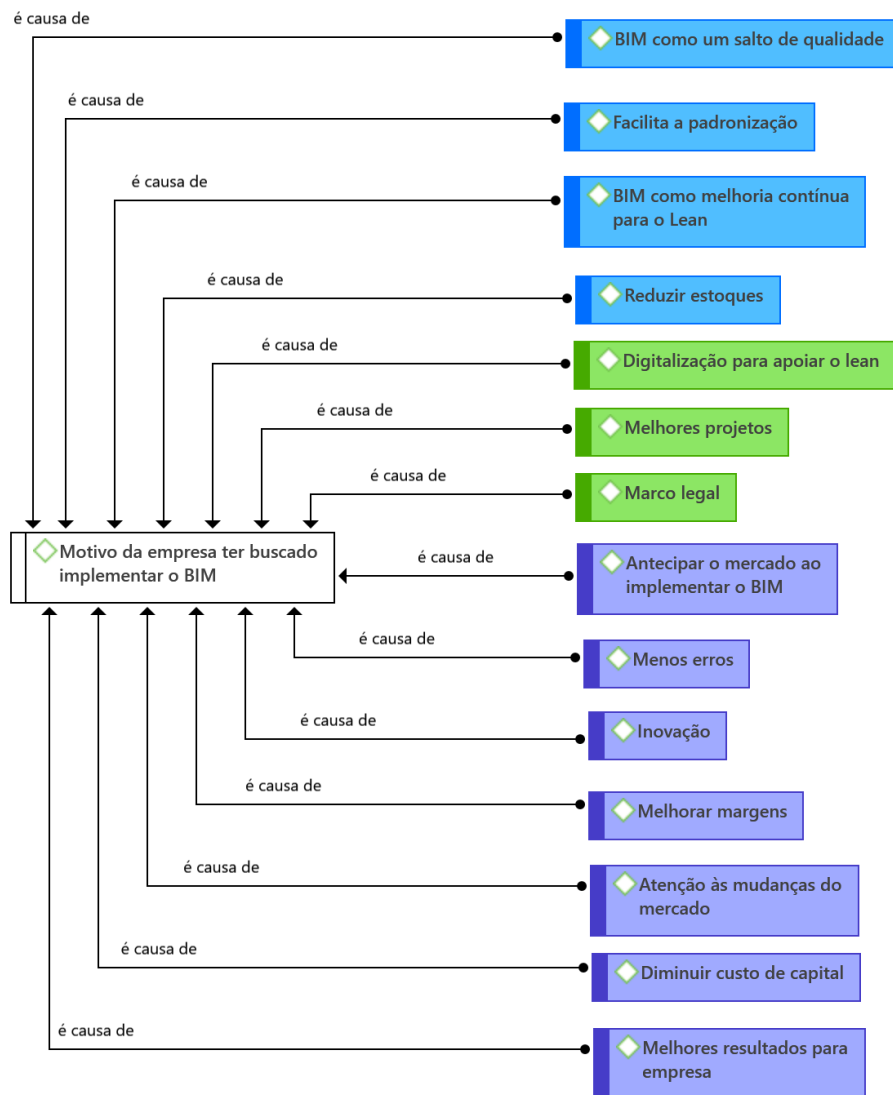 é causa de
BIM como um salto de qualidade
é causa de
Facilita a padronização
é causa de
BIM como melhoria contínua
para o Lean
é causa de
Reduzir estoques
é causa de
Digitalização para apoiar o lean
é causa de
Melhores projetos
é causa de
Marco legal
Motivo da empresa ter buscado
implementar o BIM
é causa de
Antecipar o mercado ao
implementar o BIM
é causa de
Menos erros
é causa de
Inovação
é causa de
Melhorar margens
é causa de
Atenção às mudanças do
mercado
é causa de
Diminuir custo de capital
é causa de
Melhores resultados para
empresa